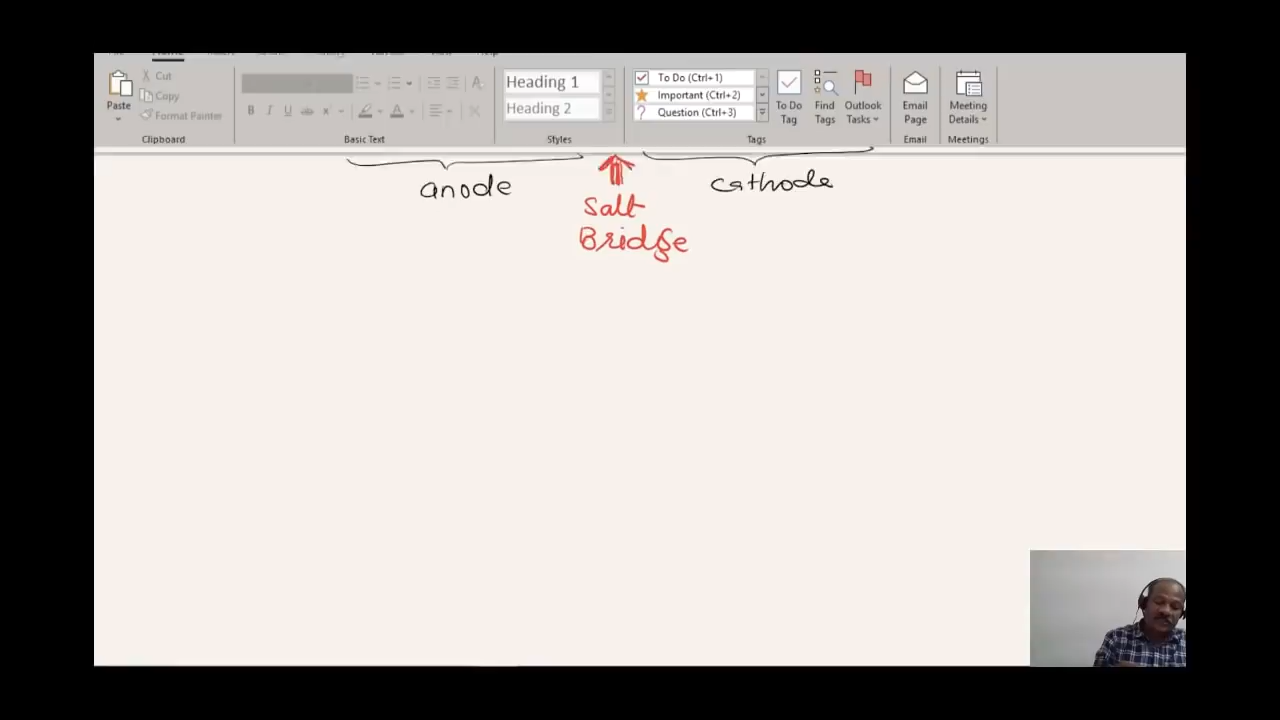 Cut
Copy
Format Painter
Paste
Clipboard
B I U ab x
A
Basic Text
Heading 1
Heading 2
Styles
To Do (Ctrl+1)
Important (Ctrl+2)
Question (Ctrl+3)
To Do
Tag
Find
Tags
Outlook
Tasks
Tags
Email
Page
Email
Meeting
Details
Meetings
anode
cathode
Salt
Bridge